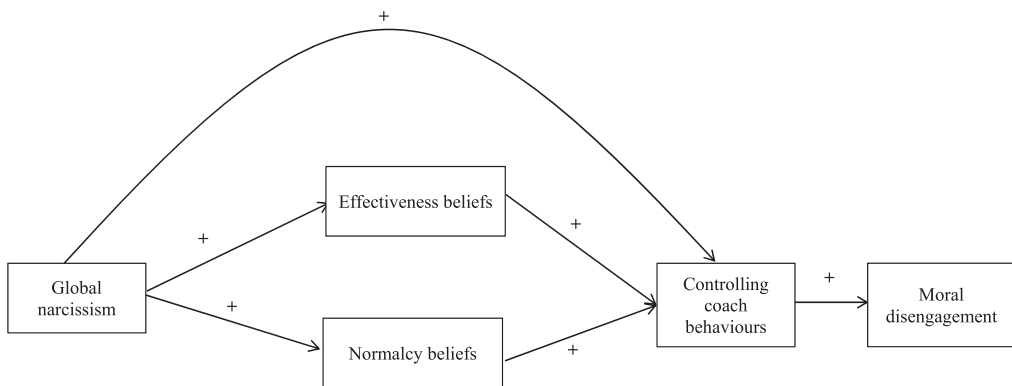 +
Effectiveness beliefs
+
+
Global
narcissism
Controlling
coach
behaviours
+
Moral
disengagement
+
Normalcy beliefs
+